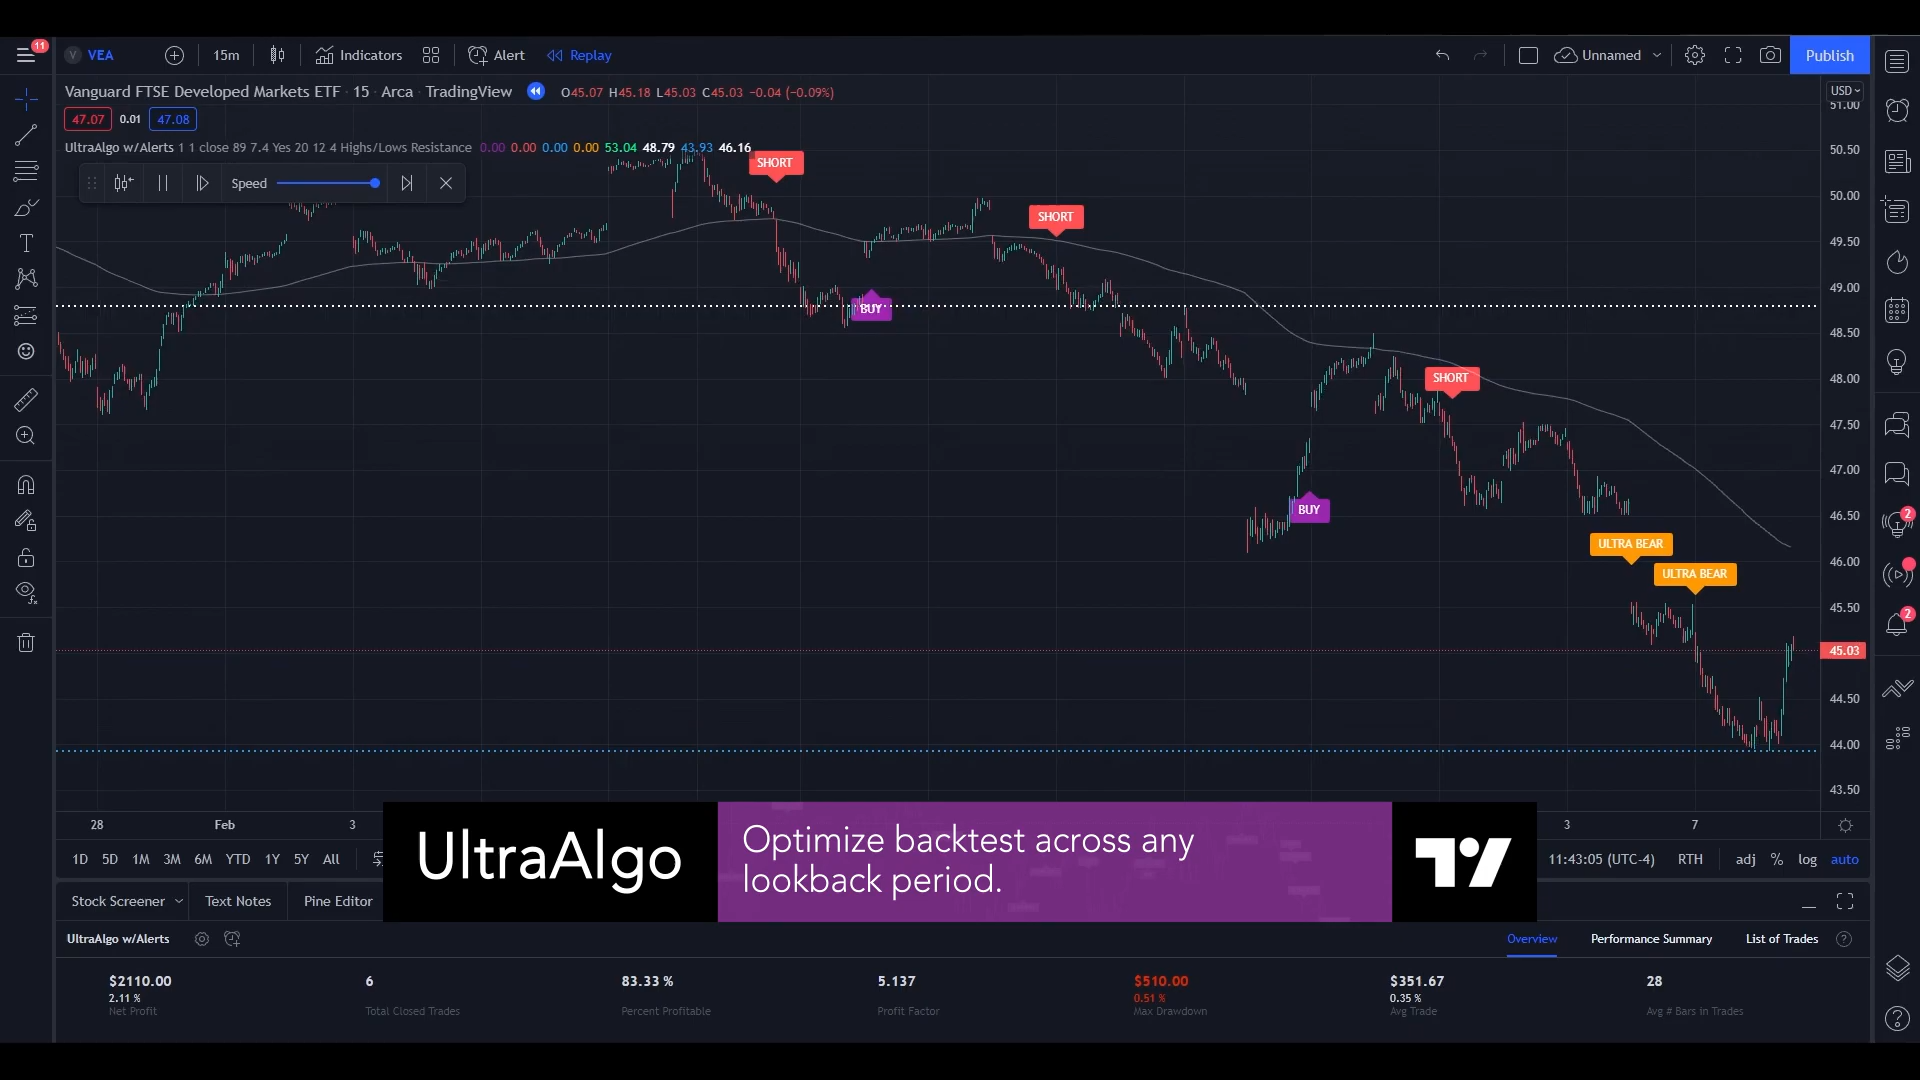 11
VEA
15m
Indicators
Alert
Replay
Unnamed
Publish
Vanguard FTSE Developed Markets ETF · 15 · Arca · TradingView
O45.07 H45.18 L45.03 C45.03 −0.04 (−0.09%)
USD
51.00
47.07 0.01 47.08
UltraAlgo w/Alerts 1 1 close 89 7.4 Yes 20 12 4 Highs/Lows Resistance 0.00 0.00 0.00 0.00 53.04 48.79 43.93 46.16
Speed
SHORT
SHORT
BUY
SHORT
BUY
ULTRA BEAR
ULTRA BEAR
50.50
50.00
49.50
49.00
48.50
48.00
47.50
47.00
46.50
46.00
45.50
45.03
44.50
44.00
43.50
2
2
28 Feb 3
3 7
UltraAlgo
Optimize backtest across any
lookback period.
1D 5D 1M 3M 6M YTD 1Y 5Y All
11:43:05 (UTC-4) RTH adj % log auto
Stock Screener Text Notes Pine Editor
UltraAlgo w/Alerts
Overview Performance Summary List of Trades
$2110.00
2.11 %
Net Profit
6
Total Closed Trades
83.33 %
Percent Profitable
5.137
Profit Factor
$510.00
0.51 %
Max Drawdown
$351.67
0.35 %
Avg Trade
28
Avg # Bars in Trades